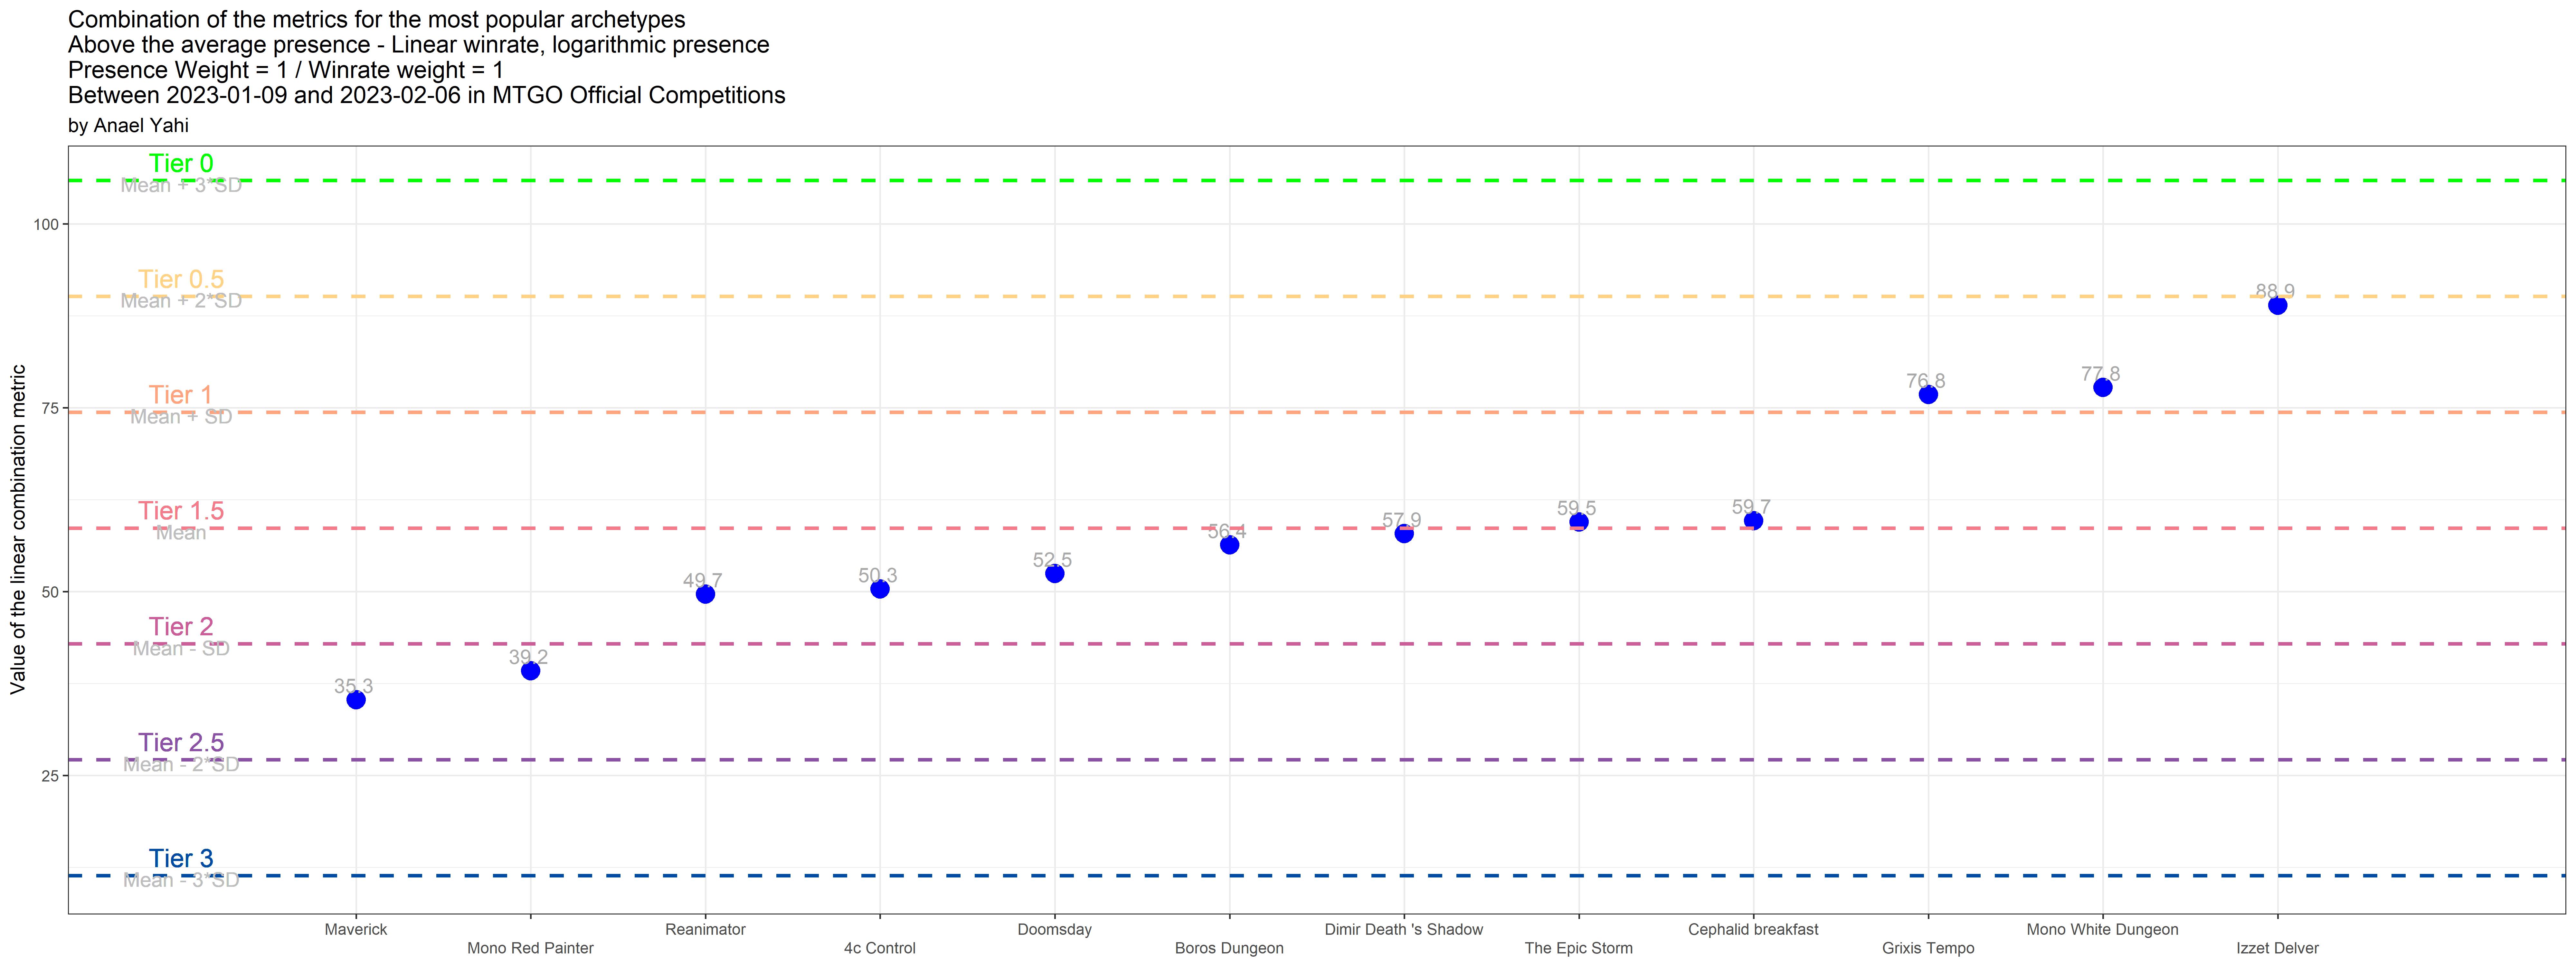 Combination of the metrics for the most popular archetypes
Above the average presence - Linear winrate, logarithmic presence
Presence Weight = 1 / Winrate weight = 1
Between 2023-01-09 and 2023-02-06 in MTGO Official Competitions
by Anael Yahi
Value of the linear combination metric
Tier 0
Mean + 3*SD
100
Tier 0.5
Mean + 2*SD
88.9
Tier 1
Mean + SD
75
76.8
77.8
Tier 1.5
Mean
56.4
57.9
59.5
59.7
50
49.7
50.3
52.5
Tier 2
Mean - SD
35.3
39.2
Tier 2.5
Mean - 2*SD
25
Tier 3
Mean - 3*SD
Maverick
Mono Red Painter
Reanimator
4c Control
Doomsday
Boros Dungeon
Dimir Death 's Shadow
The Epic Storm
Cephalid breakfast
Grixis Tempo
Mono White Dungeon
Izzet Delver